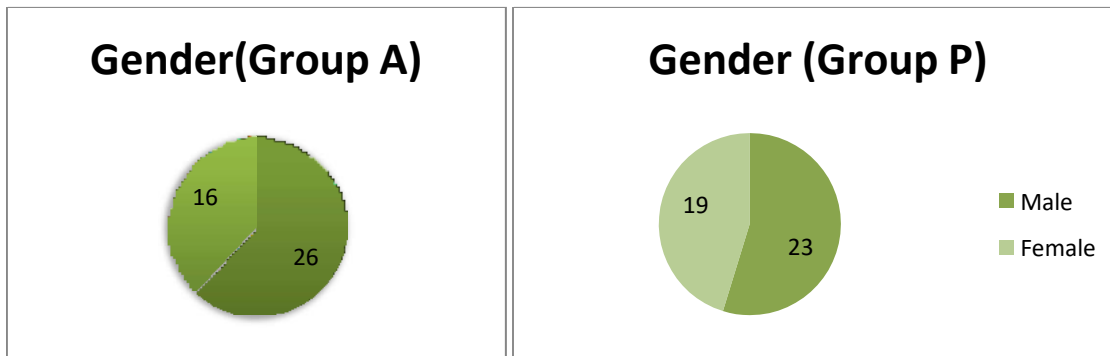 Gender(Group A)
16
26
Gender (Group P)
19
23
Male
Female